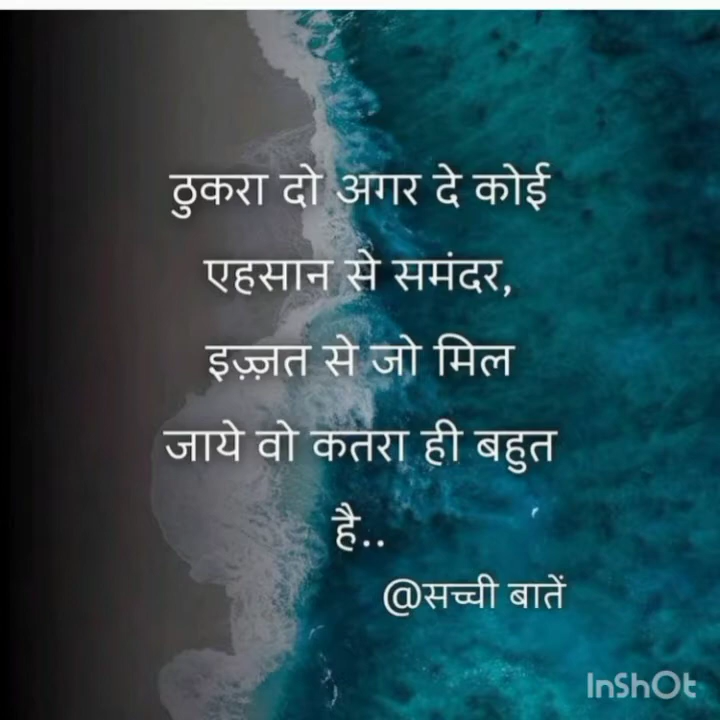 ठुकरा दो अगर दे कोई
एहसान से समंदर,
इज़्ज़त से जो मिल
जाये वो कतरा ही बहुत
है..
@सच्ची बातें
InShOt